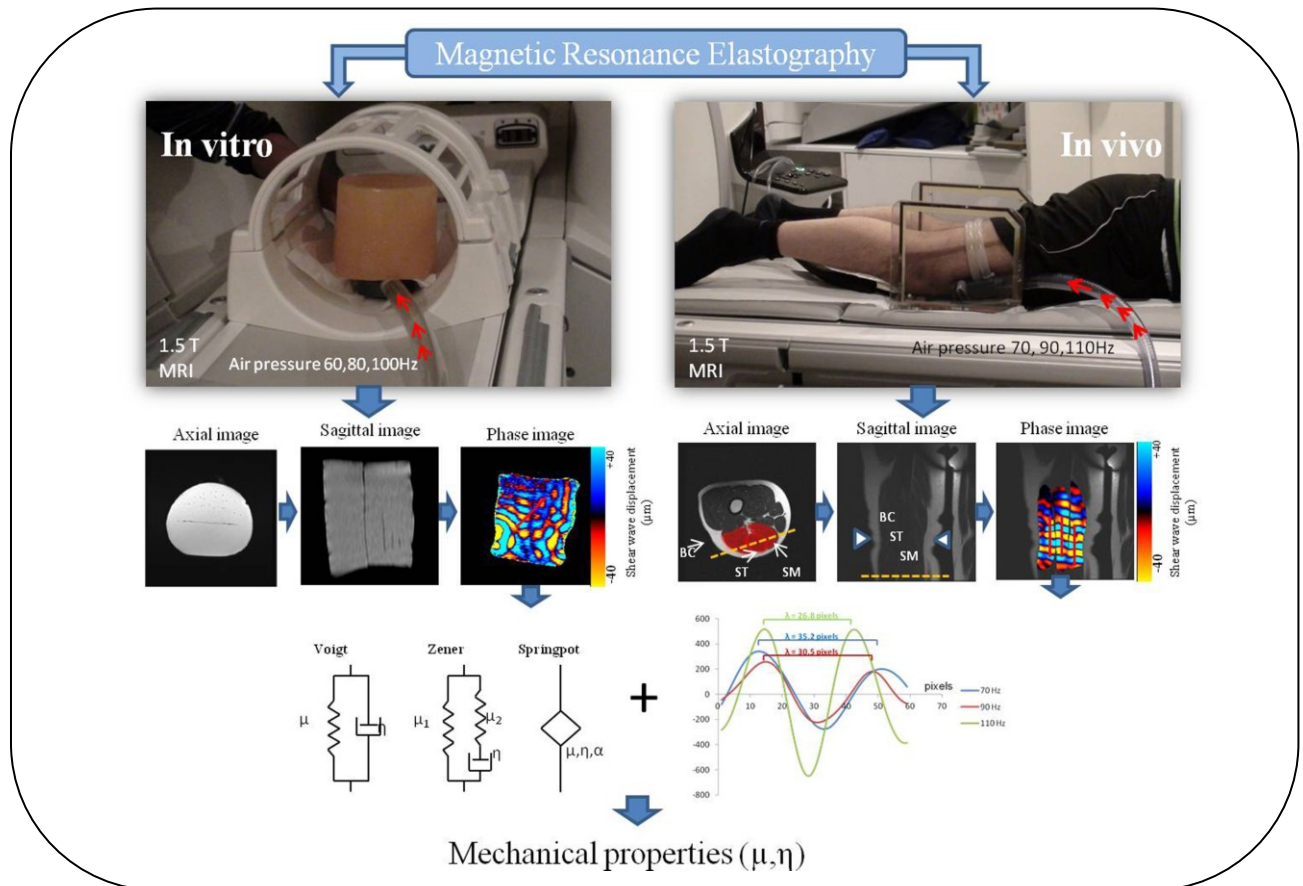 Magnetic Resonance Elastography
In vitro
1.5 T
MRI
Air pressure 60,80,100Hz
In vivo
1.5 T
MRI
Air pressure 70, 90,110Hz
Axial image
Sagittal image
Phase image
+40
-40
Shear wave displacement
(µm)
Axial image
BC
ST
SM
Sagittal image
BC
ST
SM
Phase image
+40
-40
Shear wave displacement
(µm)
Voigt
μ
η
Zener
μ1
μ2
η
Springpot
μ,η,α
+
λ = 26.8 pixels
λ = 35.2 pixels
λ = 30.5 pixels
600
400
200
0
-200
-400
-600
-800
0 10 20 30 40 50 60 70
pixels
70 Hz
90 Hz
110 Hz
Mechanical properties (μ,η)